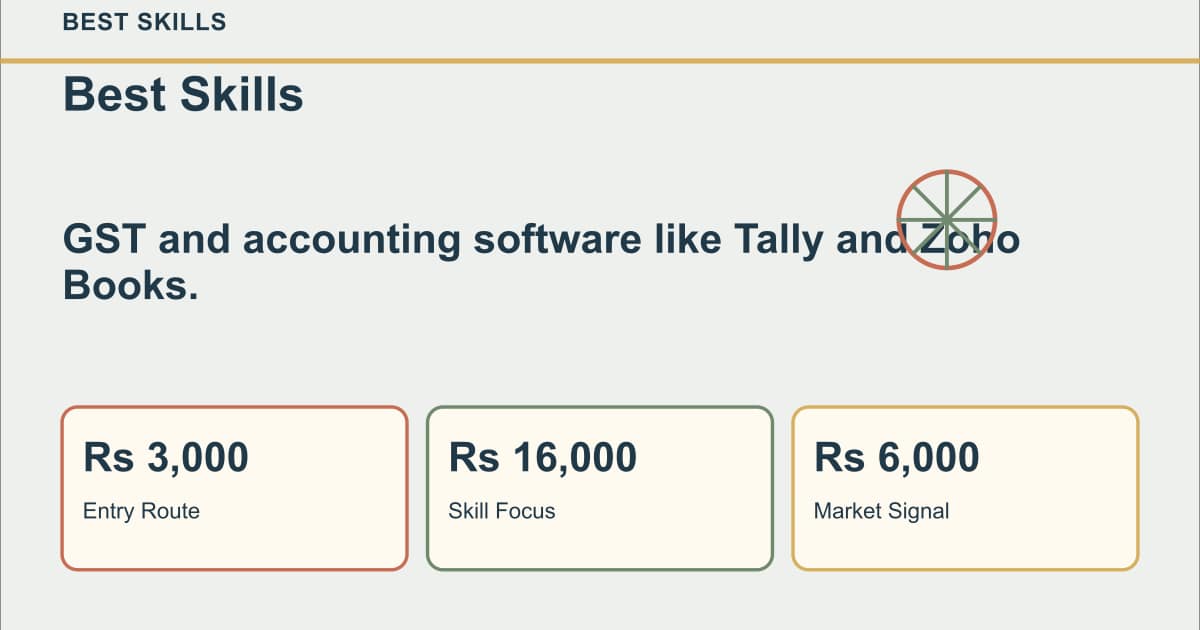 BEST SKILLS
Best Skills
GST and accounting software like Tally and Zoho
Books.
Rs 3,000
Entry Route
Rs 16,000
Skill Focus
Rs 6,000
Market Signal